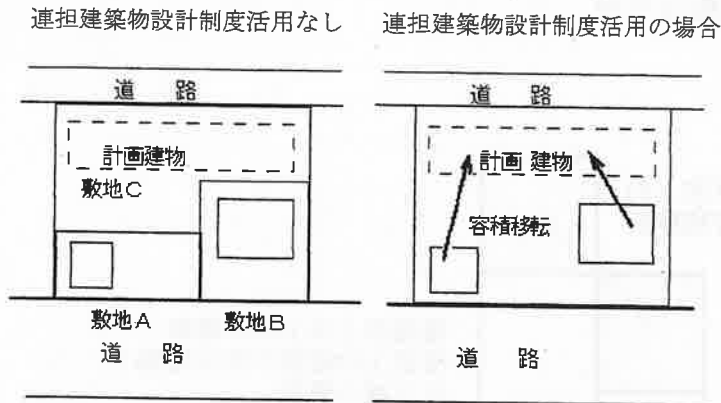 連担建築物設計制度活用なし
連担建築物設計制度活用の場合
道 路
計画建物
敷地C
敷地A
敷地B
道 路
道 路
計画 建物
容積移転
道 路